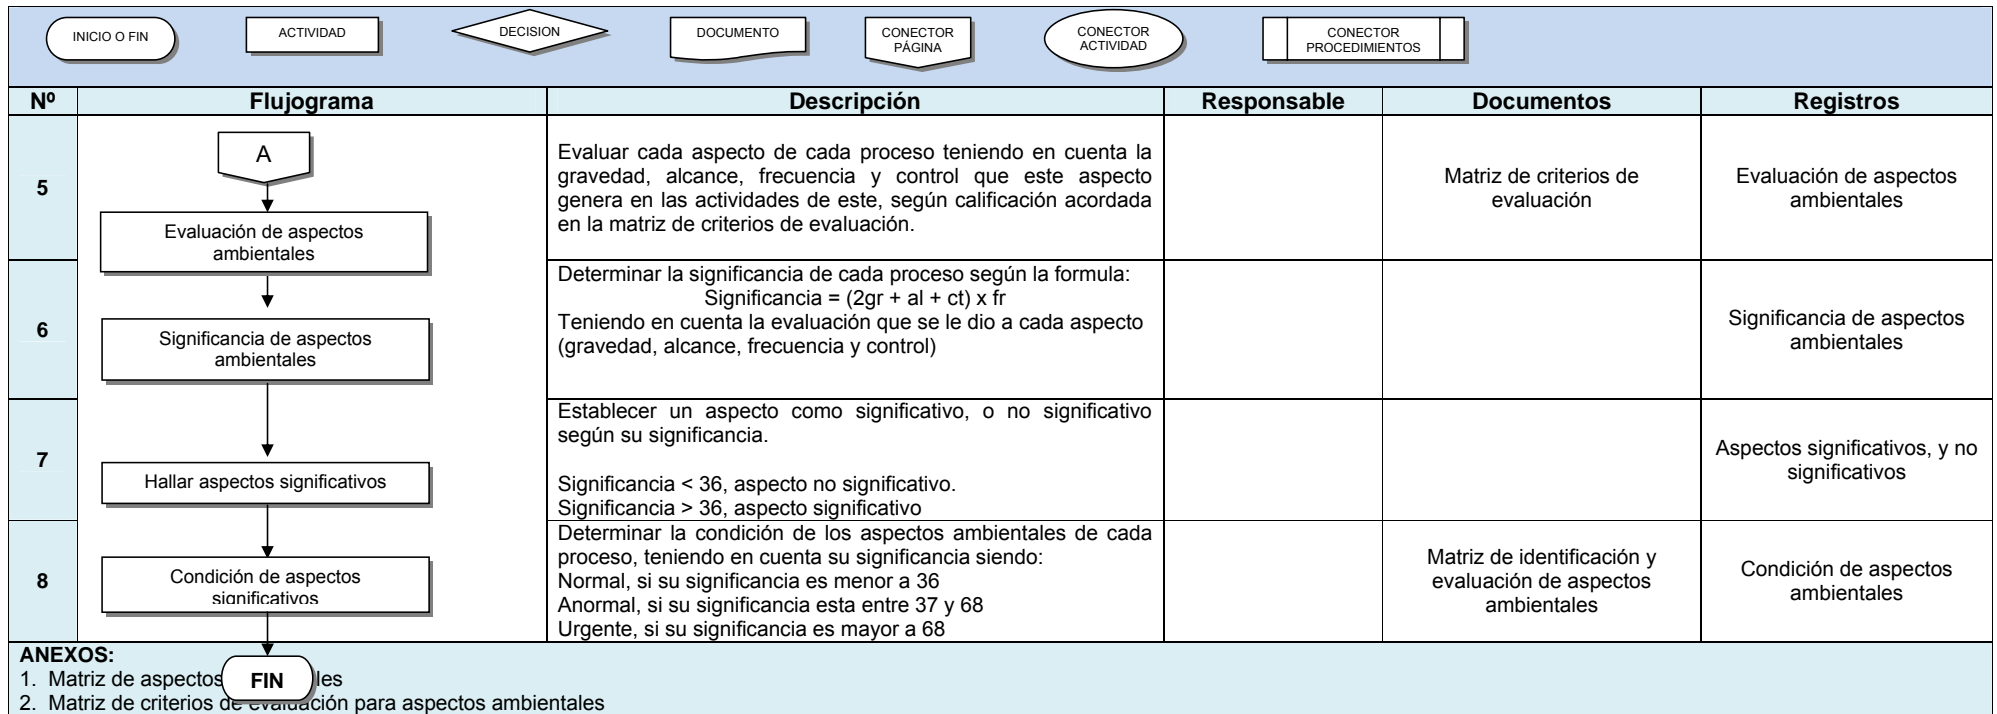 INICIO O FIN
ACTIVIDAD
DECISION
DOCUMENTO
CONECTOR
PÁGINA
CONECTOR
ACTIVIDAD
CONECTOR
PROCEDIMIENTOS
Nº
Flujograma
Descripción
Responsable
Documentos
Registros
5
A
Evaluación de aspectos
ambientales
Evaluar cada aspecto de cada proceso teniendo en cuenta la
gravedad, alcance, frecuencia y control que este aspecto
genera en las actividades de este, según calificación acordada
en la matriz de criterios de evaluación.
Matriz de criterios de
evaluación
Evaluación de aspectos
ambientales
6
Significancia de aspectos
ambientales
Determinar la significancia de cada proceso según la formula:
Significancia = (2gr + al + ct) x fr
Teniendo en cuenta la evaluación que se le dio a cada aspecto
(gravedad, alcance, frecuencia y control)
Significancia de aspectos
ambientales
7
Hallar aspectos significativos
Establecer un aspecto como significativo, o no significativo
según su significancia.
Significancia < 36, aspecto no significativo.
Significancia > 36, aspecto significativo
Aspectos significativos, y no
significativos
8
Condición de aspectos
significativos
Determinar la condición de los aspectos ambientales de cada
proceso, teniendo en cuenta su significancia siendo:
Normal, si su significancia es menor a 36
Anormal, si su significancia esta entre 37 y 68
Urgente, si su significancia es mayor a 68
Matriz de identificación y
evaluación de aspectos
ambientales
Condición de aspectos
ambientales
FIN
ANEXOS:
1. Matriz de aspectos les
2. Matriz de criterios de evaluación para aspectos ambientales